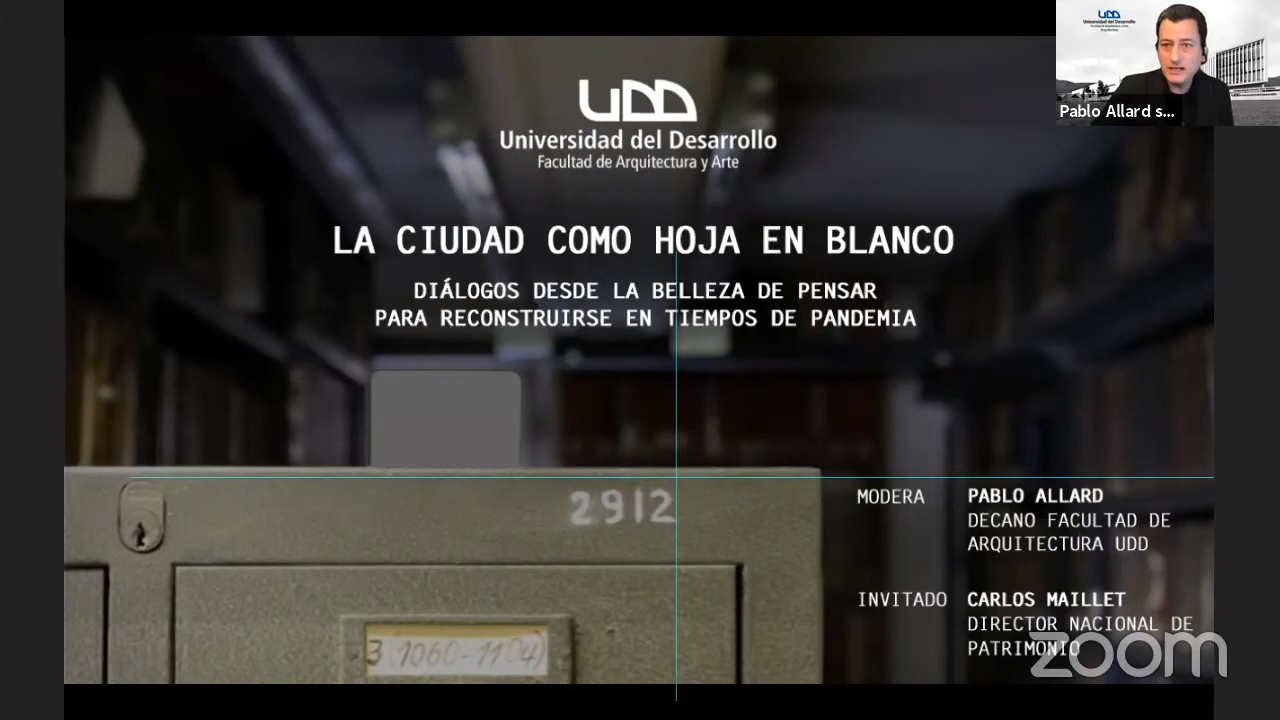 UDD
Universidad del Desarrollo
Facultad de Arquitectura y Arte
UDD
Universidad del Desarrollo
Pablo Allard s...
LA CIUDAD COMO HOJA EN BLANCO
DIÁLOGOS DESDE LA BELLEZA DE PENSAR
PARA RECONSTRUIRSE EN TIEMPOS DE PANDEMIA
2912
3 (1060-1104)
MODERA PABLO ALLARD
DECANO FACULTAD DE
ARQUITECTURA UDD
INVITADO CARLOS MAILLET
DIRECTOR NACIONAL DE
PATRIMONIO
zoom